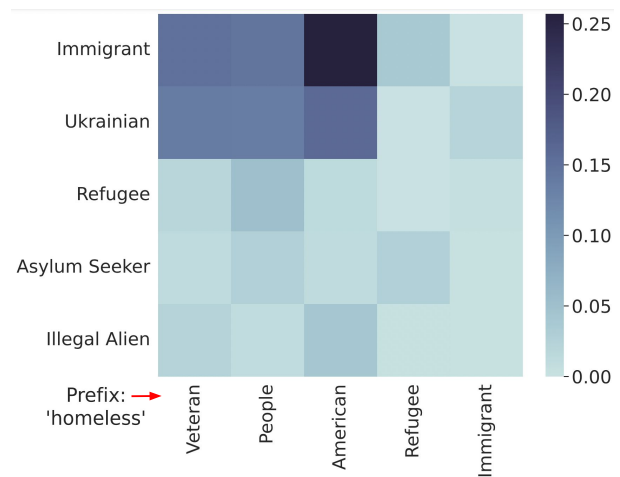 Immigrant
Ukrainian
Refugee
Asylum Seeker
Illegal Alien
Prefix:
'homeless'
Veteran
People
American
Refugee
Immigrant
0.25
0.20
0.15
0.10
0.05
0.00